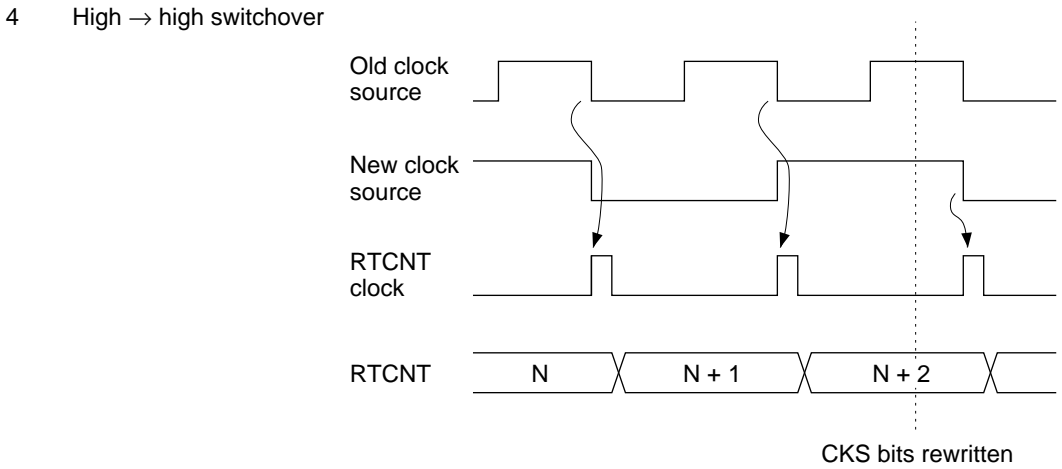 4 High → high switchover
Old clock
source
New clock
source
RTCNT
clock
RTCNT N N + 1 N + 2
CKS bits rewritten